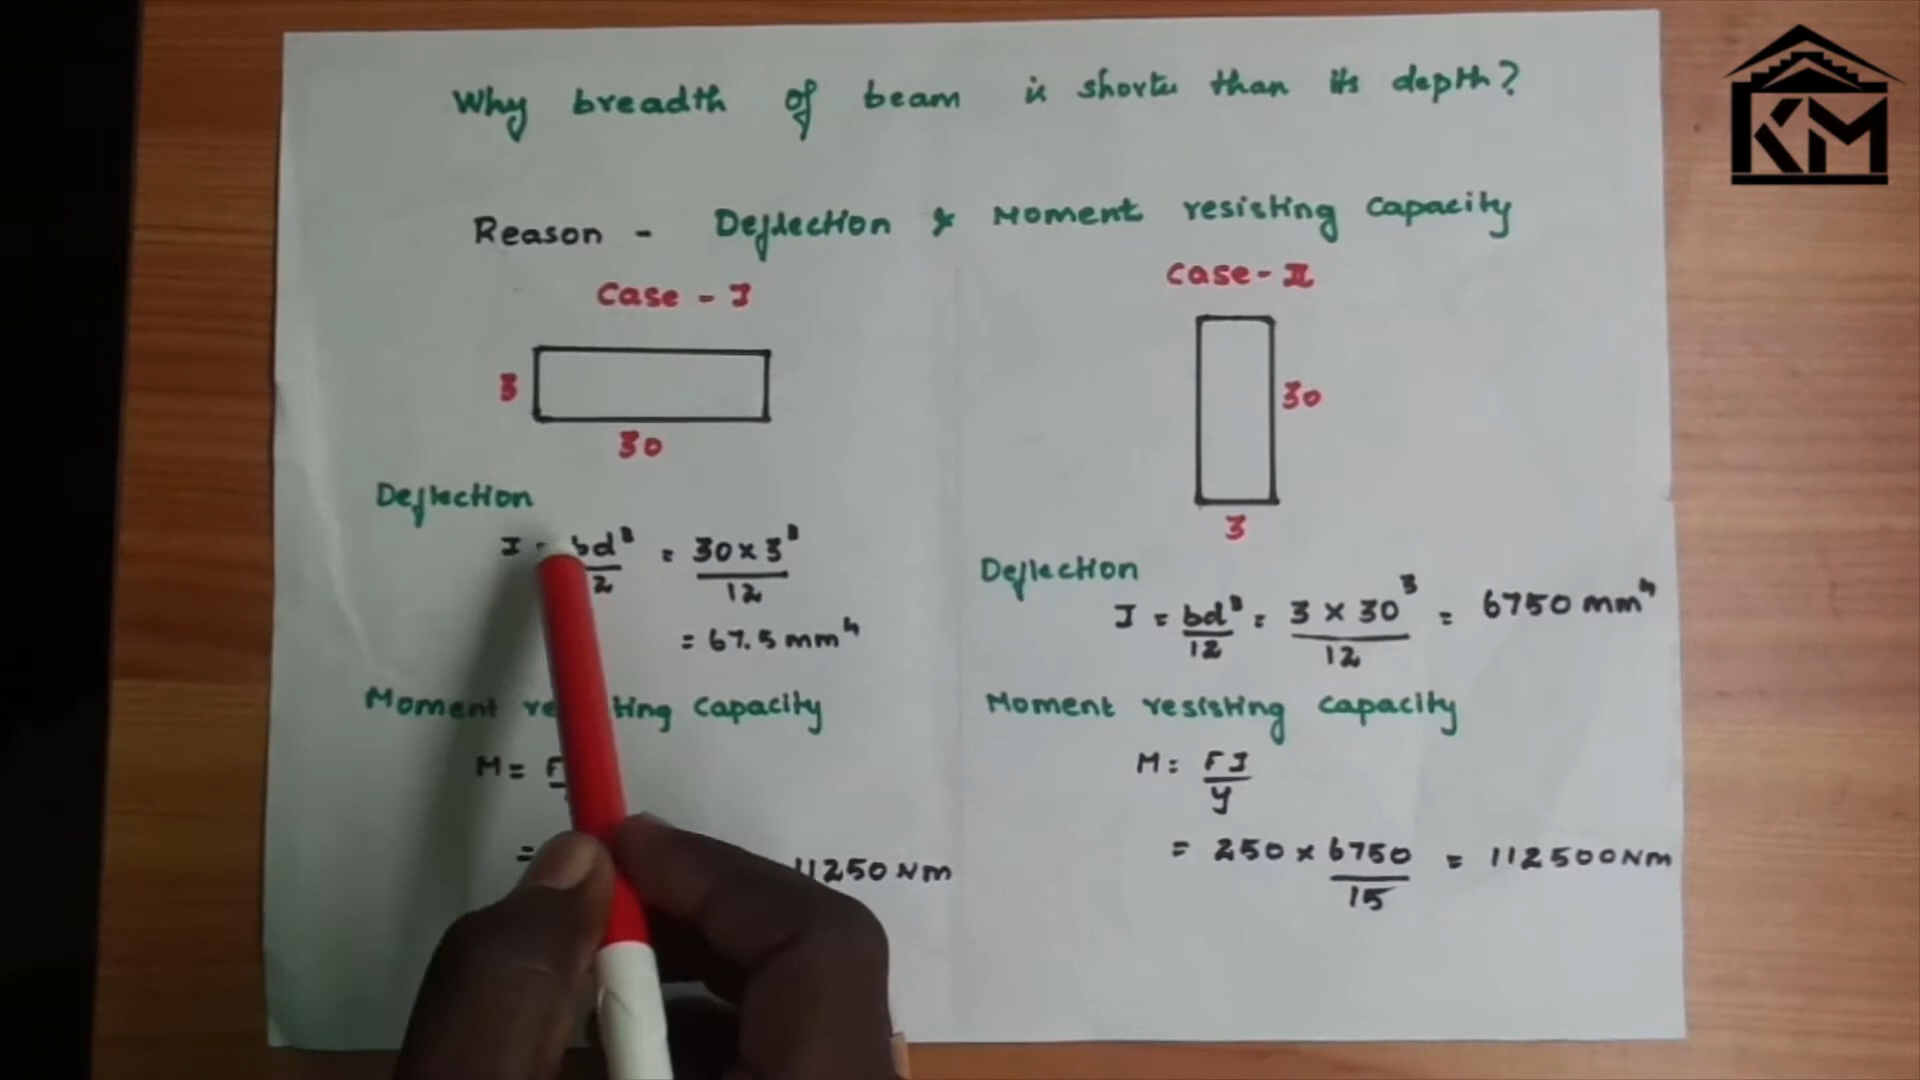 KM
Why breadth of beam is shorter than its depth?
Reason - Deflection & Moment resisting capacity
Case - I
3
30
Deflection
I = bd³ = 30 x 3³
12
= 67.5 mm⁴
Moment capacity
M =
=
11250 Nm
Case - II
30
3
Deflection
I = bd³ = 3 x 30³ = 6750 mm⁴
12 12
Moment resisting capacity
M = FI
y
= 250 x 6750 = 112500 Nm
15